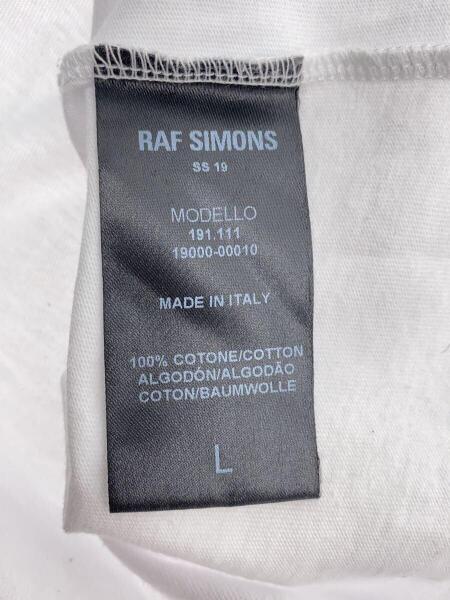 RAF SIMONS
SS 19
MODELLO
191.111
19000-00010
MADE IN ITALY
100% COTONE/COTTON
ALGODÓN/ALGODÃO
COTON/BAUMWOLLE
L